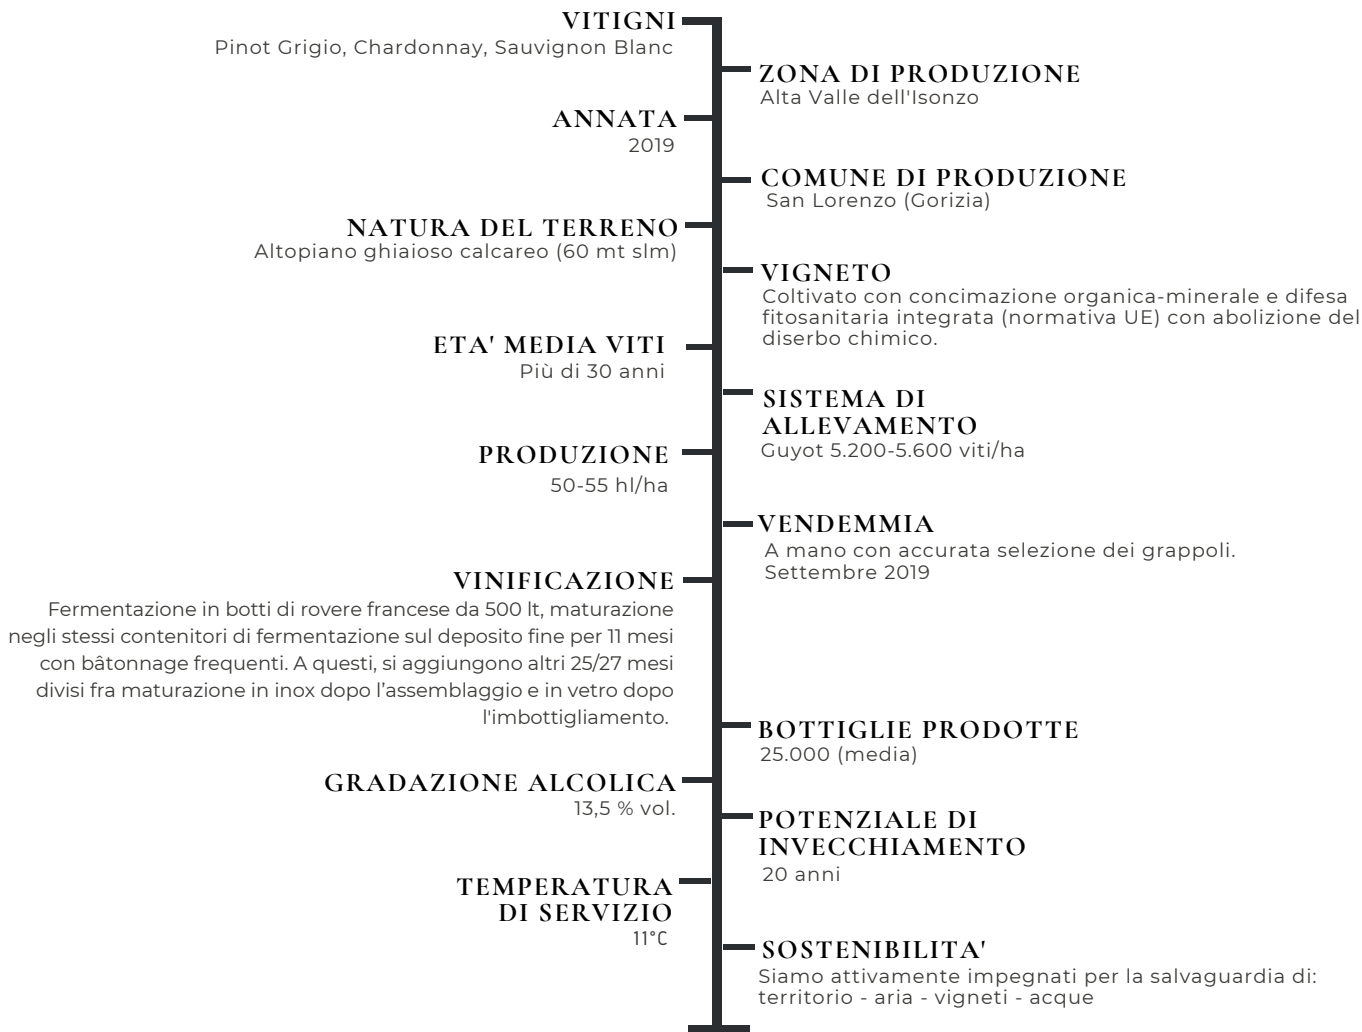 VITIGNI
Pinot Grigio, Chardonnay, Sauvignon Blanc
ZONA DI PRODUZIONE
Alta Valle dell'Isonzo
ANNATA
2019
COMUNE DI PRODUZIONE
San Lorenzo (Gorizia)
NATURA DEL TERRENO
Altopiano ghiaioso calcareo (60 mt slm)
VIGNETO
Coltivato con concimazione organica-minerale e difesa
fitosanitaria integrata (normativa UE) con abolizione del
diserbo chimico.
ETA' MEDIA VITI
Più di 30 anni
SISTEMA DI
ALLEVAMENTO
Guyot 5.200-5.600 viti/ha
PRODUZIONE
50-55 hl/ha
VENDEMMIA
A mano con accurata selezione dei grappoli.
Settembre 2019
VINIFICAZIONE
Fermentazione in botti di rovere francese da 500 lt, maturazione
negli stessi contenitori di fermentazione sul deposito fine per 11 mesi
con bâtonnage frequenti. A questi, si aggiungono altri 25/27 mesi
divisi fra maturazione in inox dopo l’assemblaggio e in vetro dopo
l'imbottigliamento.
BOTTIGLIE PRODOTTE
25.000 (media)
GRADAZIONE ALCOLICA
13,5 % vol.
POTENZIALE DI
INVECCHIAMENTO
20 anni
TEMPERATURA
DI SERVIZIO
11°C
SOSTENIBILITA'
Siamo attivamente impegnati per la salvaguardia di:
territorio - aria - vigneti - acque